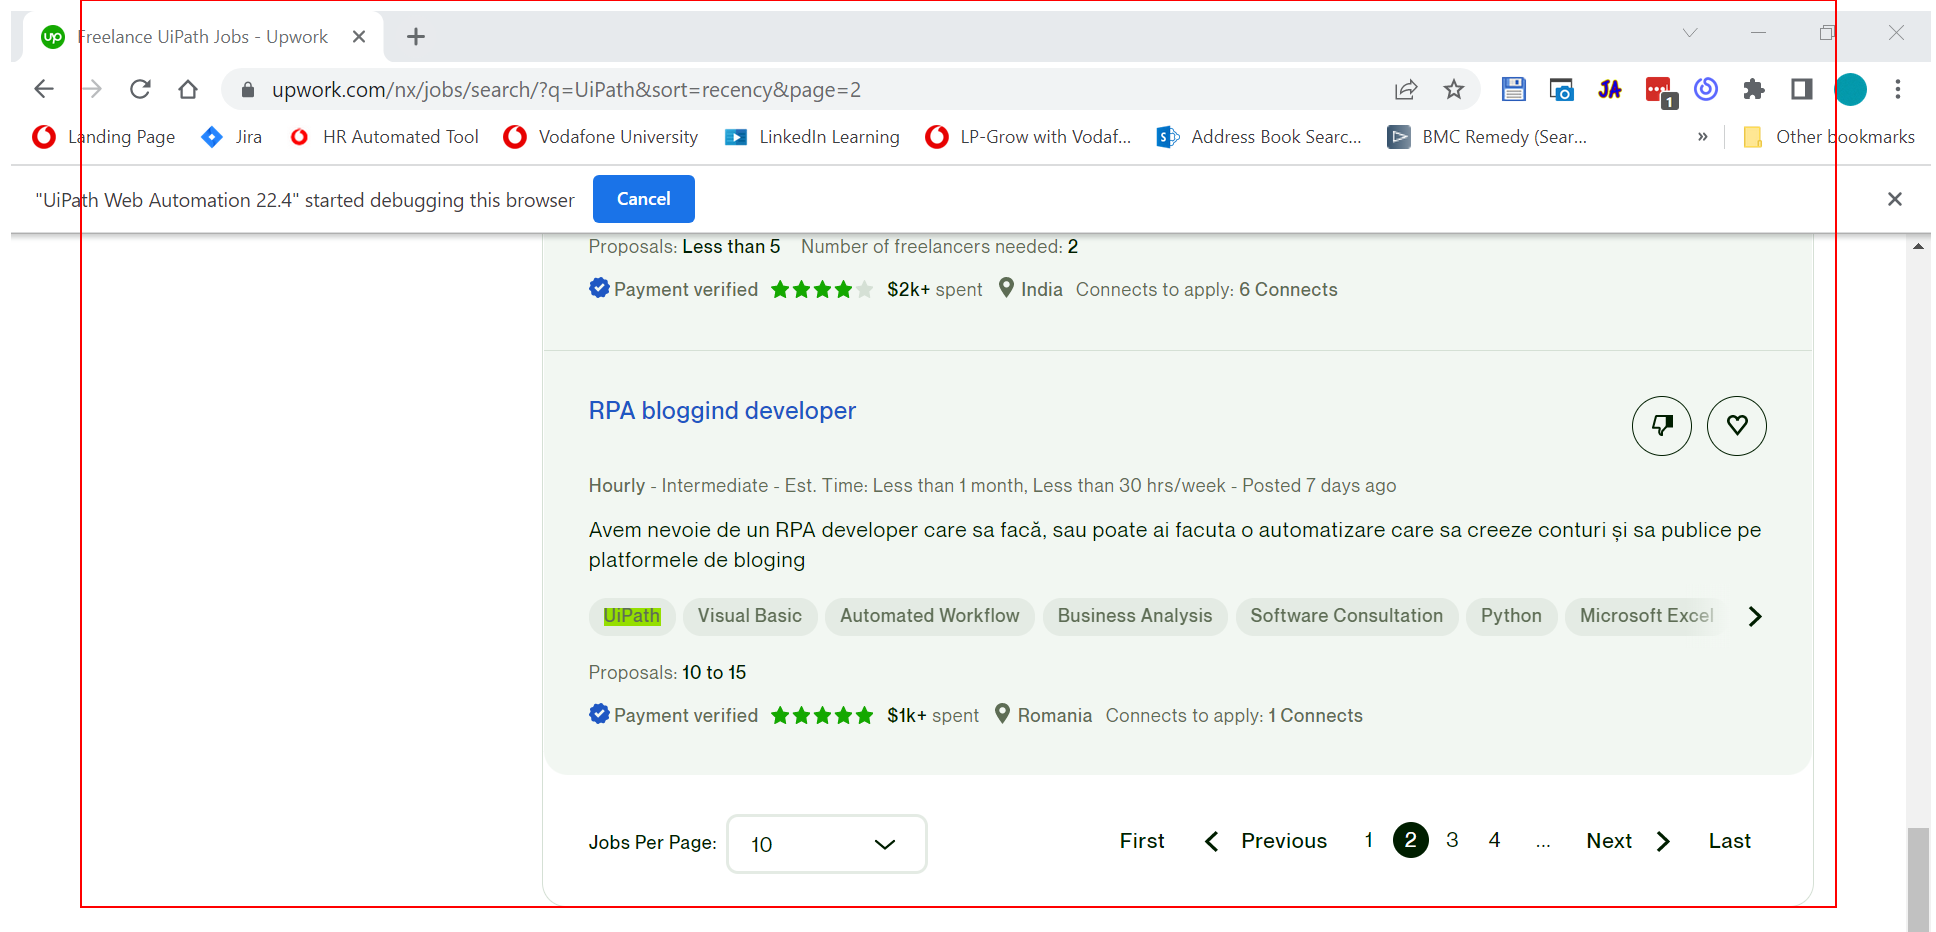 Freelance UiPath Jobs - Upwork
upwork.com/nx/jobs/search/?q=UiPath&sort=recency&page=2
JA
1
Landing Page Jira HR Automated Tool Vodafone University LinkedIn Learning LP-Grow with Vodaf... Address Book Searc... BMC Remedy (Sear... » Other bookmarks
"UiPath Web Automation 22.4" started debugging this browser Cancel
Proposals: Less than 5 Number of freelancers needed: 2
Payment verified $2k+ spent India Connects to apply: 6 Connects
RPA bloggind developer
Hourly - Intermediate - Est. Time: Less than 1 month, Less than 30 hrs/week - Posted 7 days ago
Avem nevoie de un RPA developer care sa facă, sau poate ai facuta o automatizare care sa creeze conturi și sa publice pe
platformele de bloging
UiPath Visual Basic Automated Workflow Business Analysis Software Consultation Python Microsoft Excel
Proposals: 10 to 15
Payment verified $1k+ spent Romania Connects to apply: 1 Connects
Jobs Per Page: 10 First Previous 1 2 3 4 ... Next Last